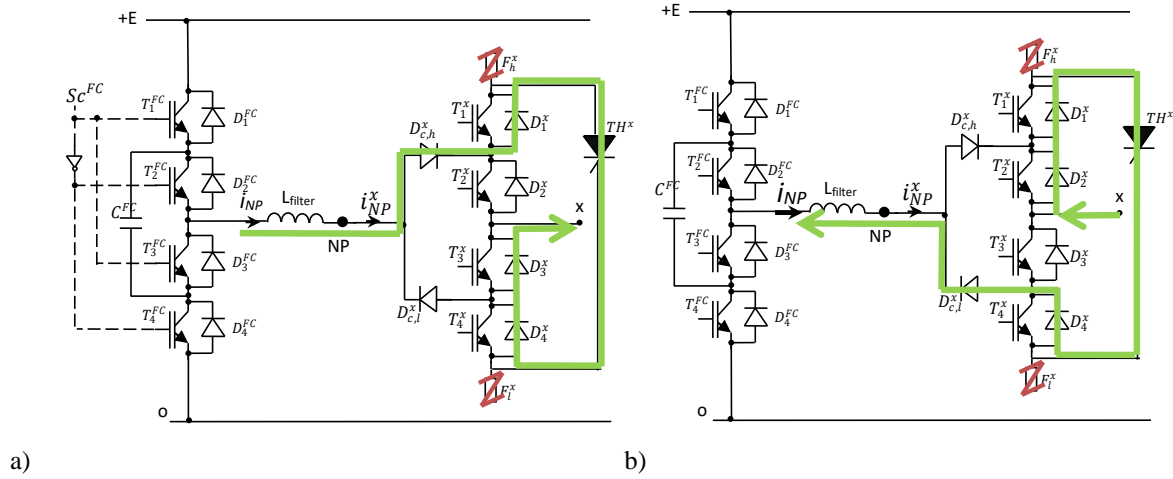 +E
Sc^FC
T_1^FC
D_1^FC
T_2^FC
D_2^FC
C^FC
T_3^FC
D_3^FC
T_4^FC
D_4^FC
i_NP
L_filter
i_NP^x
NP
D_c,h^x
D_c,l^x
F_h^x
T_1^x
D_1^x
TH^x
T_2^x
D_2^x
x
T_3^x
D_3^x
T_4^x
D_4^x
F_l^x
o
a)
+E
T_1^FC
D_1^FC
T_2^FC
D_2^FC
C^FC
T_3^FC
D_3^FC
T_4^FC
D_4^FC
i_NP
L_filter
i_NP^x
NP
D_c,h^x
D_c,l^x
F_h^x
T_1^x
D_1^x
TH^x
T_2^x
D_2^x
x
T_3^x
D_3^x
T_4^x
D_4^x
F_l^x
o
b)